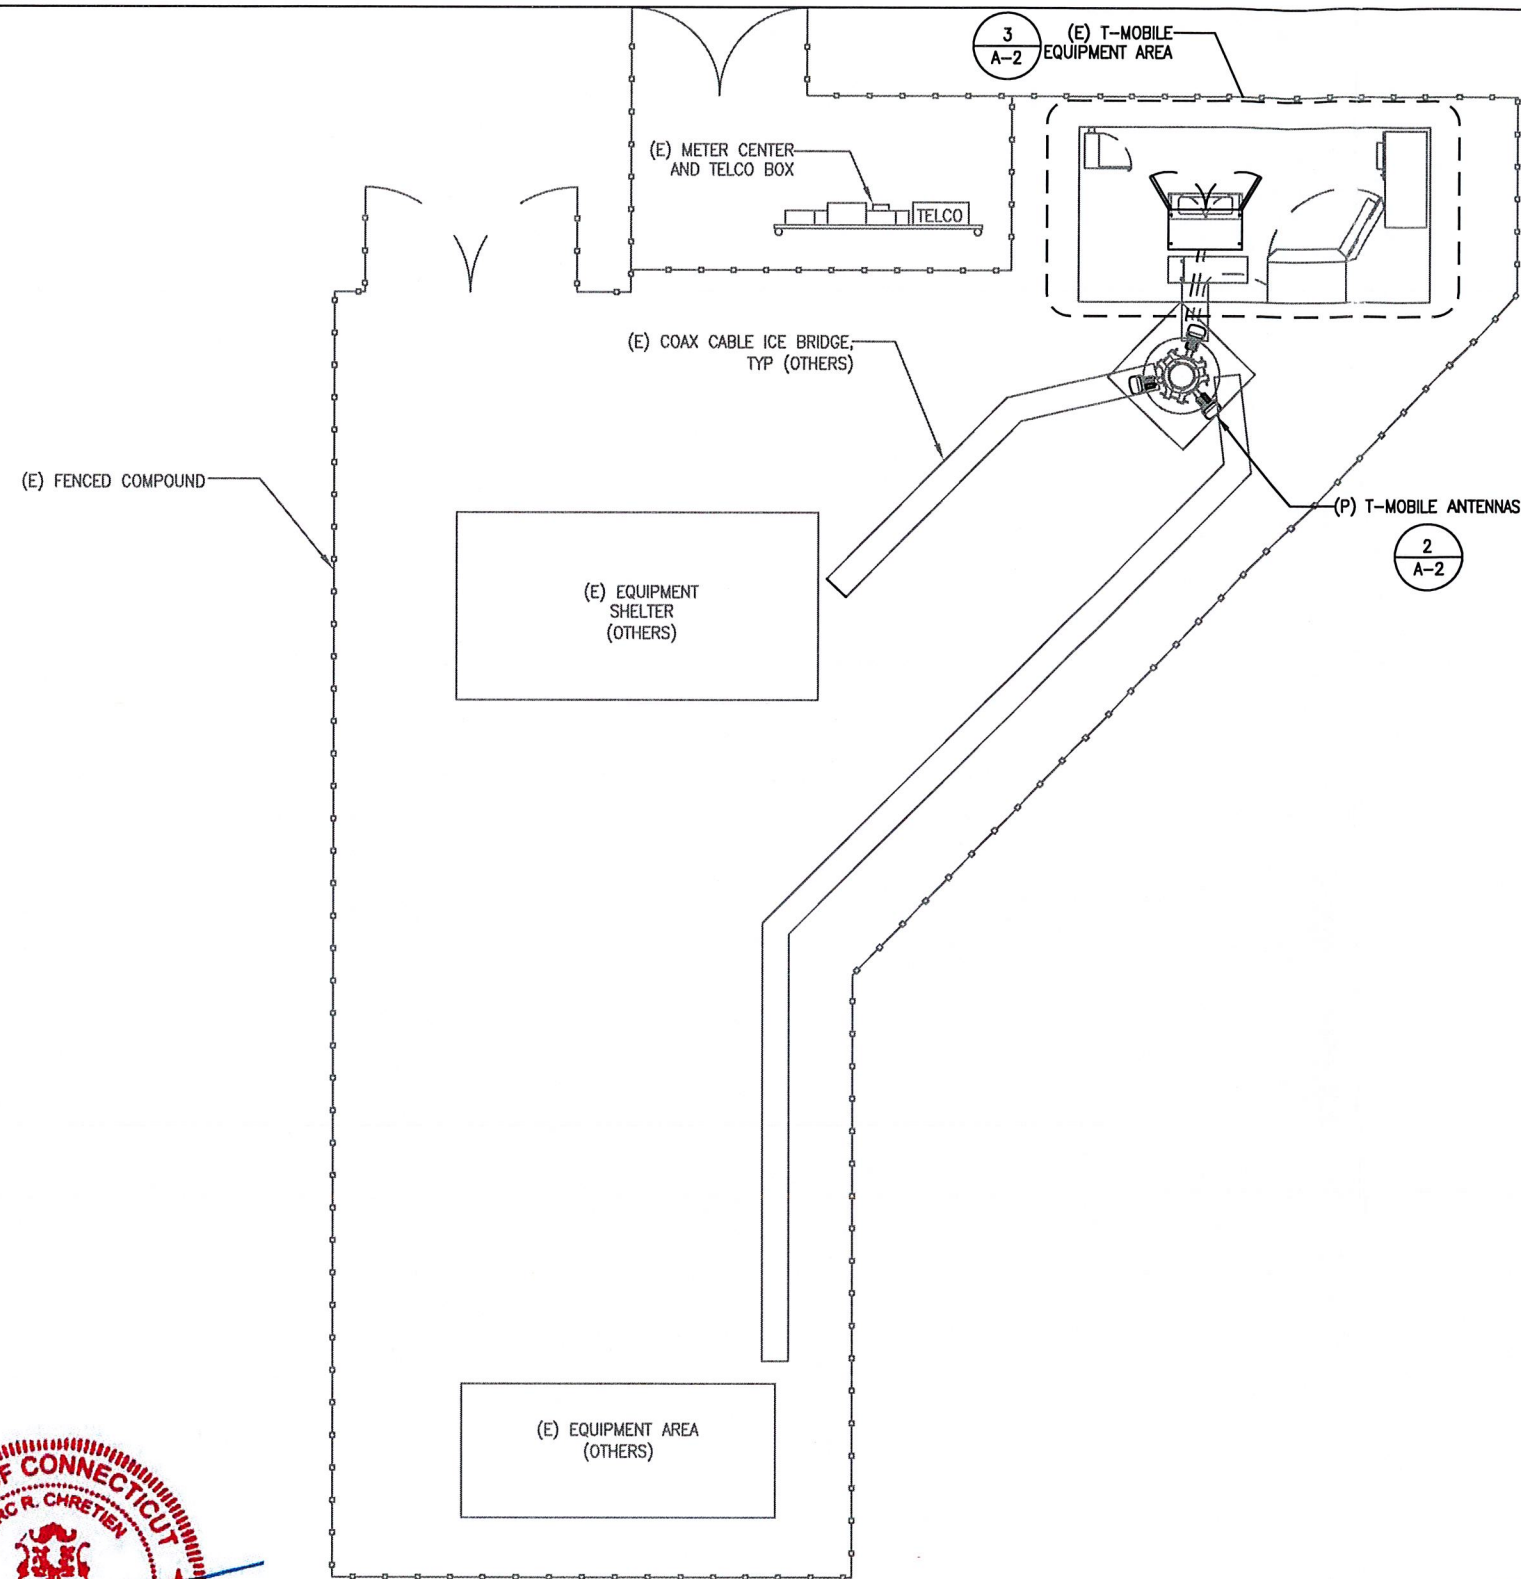 3
A-2
(E) T-MOBILE
EQUIPMENT AREA
(E) METER CENTER
AND TELCO BOX
TELCO
(E) COAX CABLE ICE BRIDGE,
TYP (OTHERS)
(E) FENCED COMPOUND
(P) T-MOBILE ANTENNAS
2
A-2
(E) EQUIPMENT
SHELTER
(OTHERS)
(E) EQUIPMENT AREA
(OTHERS)
CONNECTICUT
R. CHRETIEN